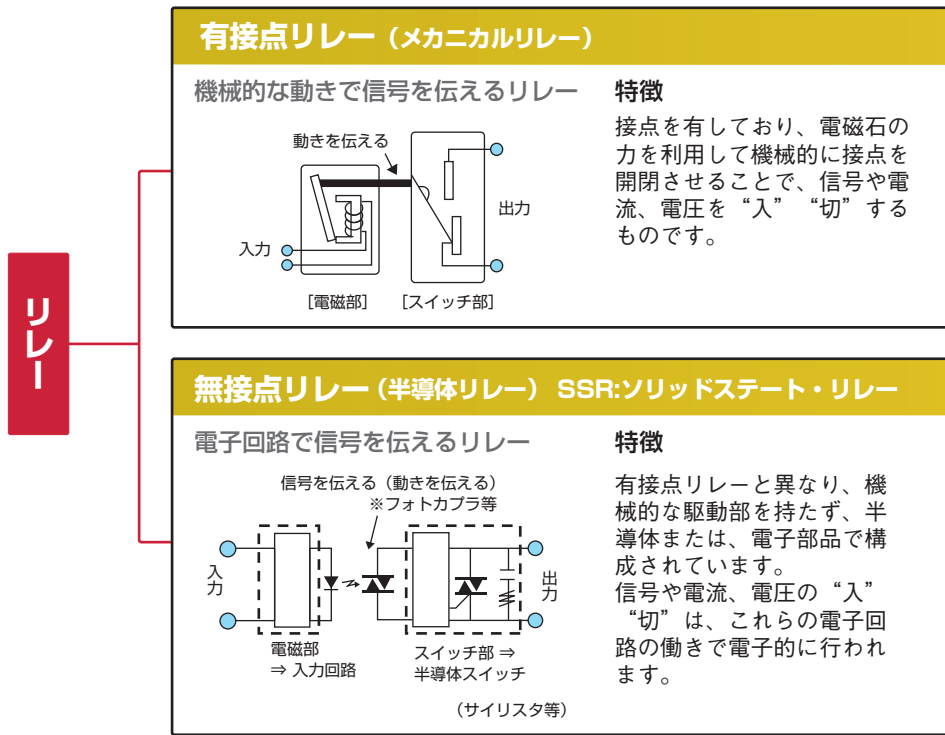 リレー
有接点リレー（メカニカルリレー）
機械的な動きで信号を伝えるリレー
動きを伝える
入力
出力
[電磁部]
[スイッチ部]
特徴
接点を有しており、電磁石の
力を利用して機械的に接点を
開閉させることで、信号や電
流、電圧を“入”“切”する
ものです。
無接点リレー（半導体リレー） SSR:ソリッドステート・リレー
電子回路で信号を伝えるリレー
信号を伝える（動きを伝える）
※フォトカプラ等
入力
出力
電磁部
⇒ 入力回路
スイッチ部 ⇒
半導体スイッチ
（サイリスタ等）
特徴
有接点リレーと異なり、機
械的な駆動部を持たず、半
導体または、電子部品で構
成されています。
信号や電流、電圧の“入”
“切”は、これらの電子回
路の働きで電子的に行われ
ます。